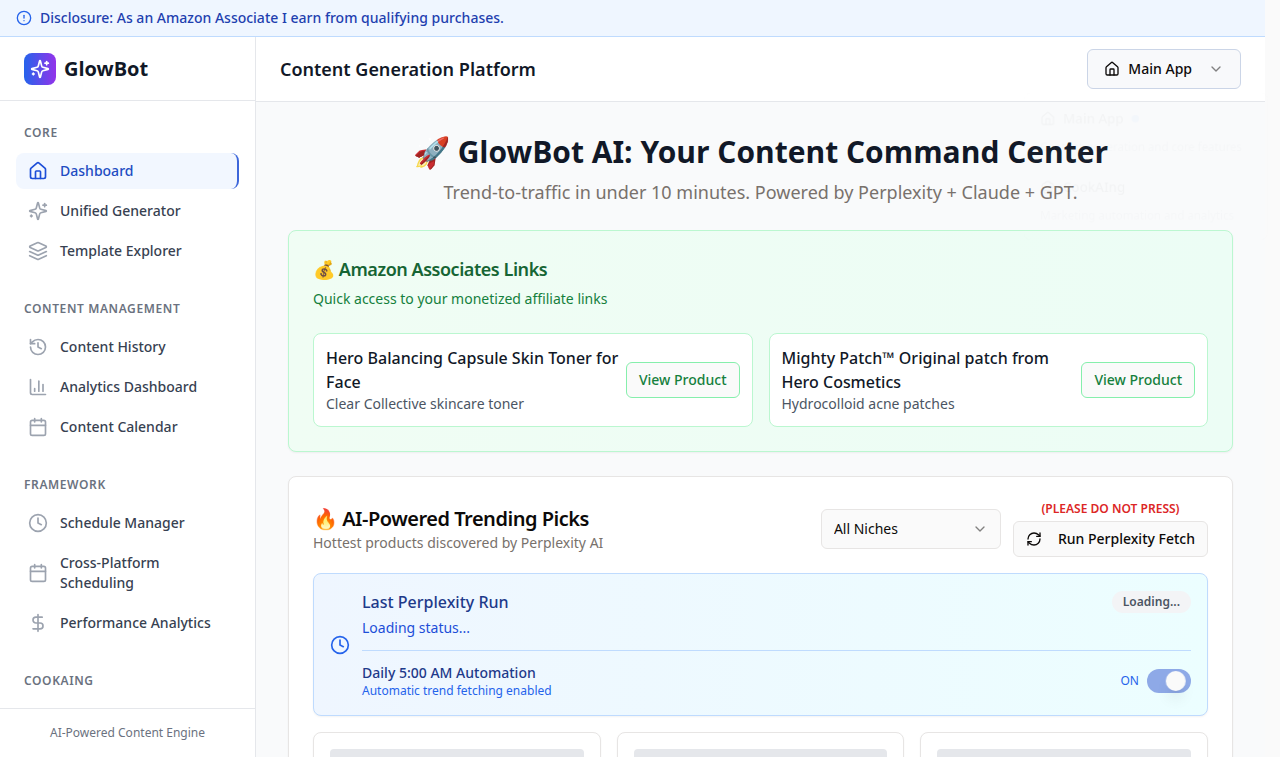 Disclosure: As an Amazon Associate I earn from qualifying purchases.
GlowBot
Content Generation Platform
Main App
CORE
Dashboard
Unified Generator
Template Explorer
CONTENT MANAGEMENT
Content History
Analytics Dashboard
Content Calendar
FRAMEWORK
Schedule Manager
Cross-Platform
Scheduling
Performance Analytics
COOKAING
AI-Powered Content Engine
Main App
🚀 GlowBot AI: Your Content Command Center
Trend-to-traffic in under 10 minutes. Powered by Perplexity + Claude + GPT.
💰 Amazon Associates Links
Quick access to your monetized affiliate links
Hero Balancing Capsule Skin Toner for
Face
Clear Collective skincare toner
View Product
Mighty Patch™ Original patch from
Hero Cosmetics
Hydrocolloid acne patches
View Product
🔥 AI-Powered Trending Picks
Hottest products discovered by Perplexity AI
All Niches
(PLEASE DO NOT PRESS)
Run Perplexity Fetch
Last Perplexity Run
Loading...
Loading status...
Daily 5:00 AM Automation
Automatic trend fetching enabled
ON